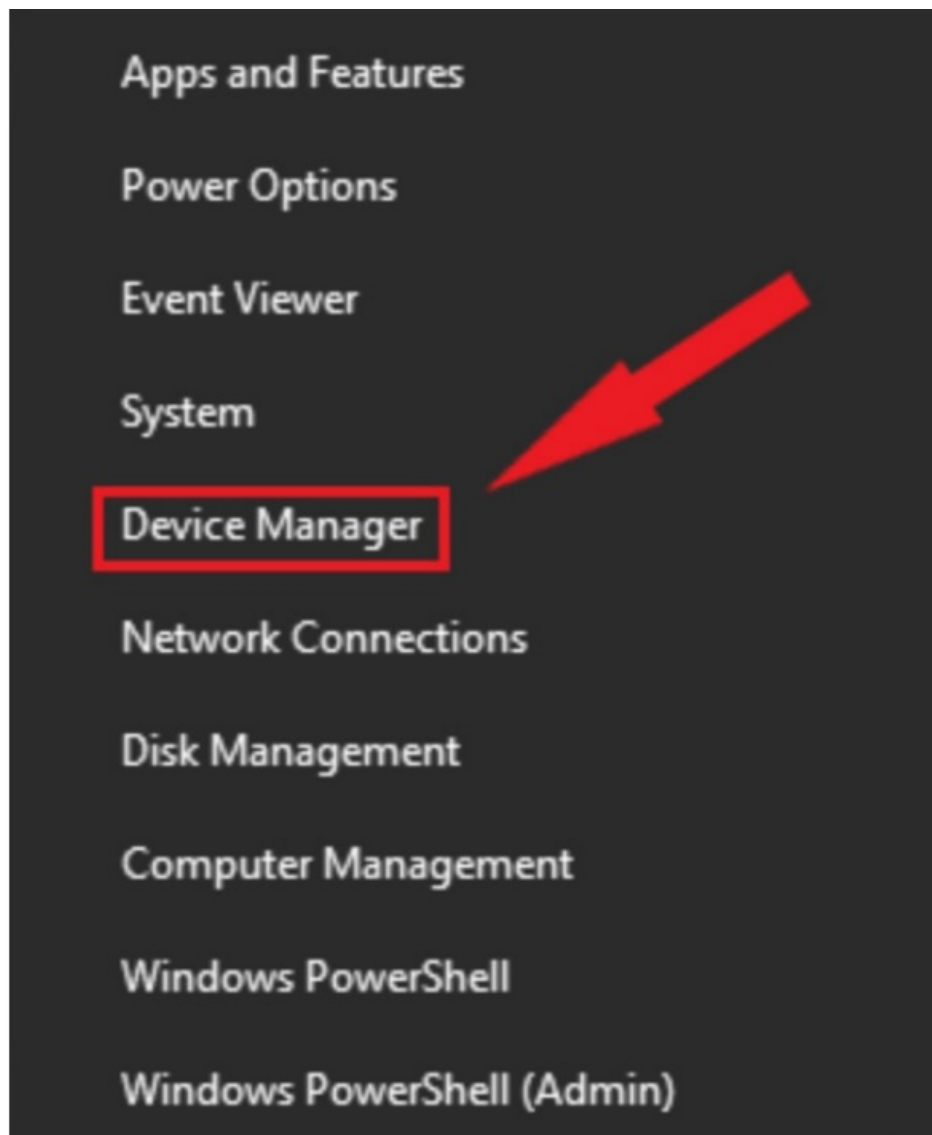 Apps and Features
Power Options
Event Viewer
System
Device Manager
Network Connections
Disk Management
Computer Management
Windows PowerShell
Windows PowerShell (Admin)